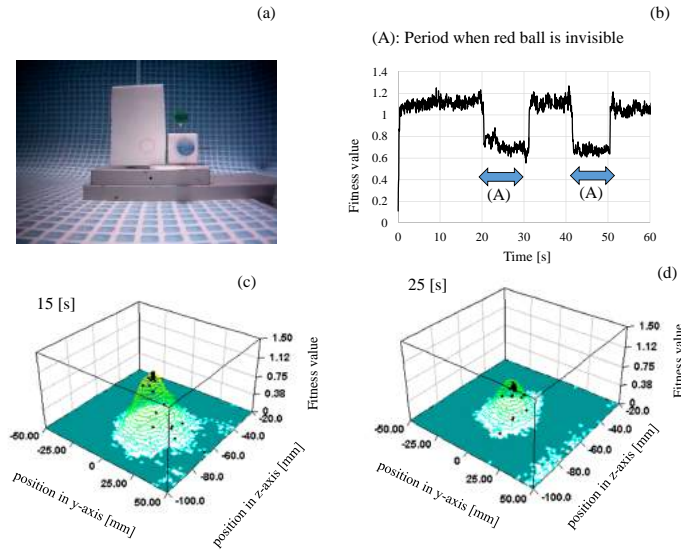 (a)
(b)
(A): Period when red ball is invisible
Fitness value
1.4
1.2
1
0.8
0.6
0.4
0.2
0
(A)
(A)
0 10 20 30 40 50 60
Time [s]
(c)
15 [s]
1.50
1.12
0.75
0.38
0
Fitness value
-20.0
-40.0
-60.0
-80.0
-100.0
position in z-axis [mm]
-50.00
-25.00
0
25.00
50.00
position in y-axis [mm]
(d)
25 [s]
1.50
1.12
0.75
0.38
0
Fitness value
-20.0
-40.0
-60.0
-80.0
-100.0
position in z-axis [mm]
-50.00
-25.00
0
25.00
50.00
position in y-axis [mm]